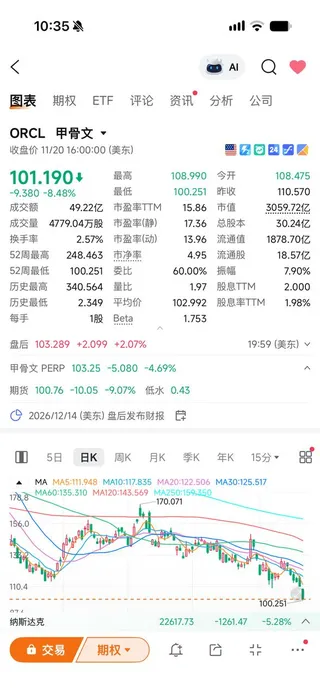 10:35
AI
图表 期权 ETF 评论 资讯 分析 公司
ORCL 甲骨文
收盘价 11/20 16:00:00 (美东)
24
101.190 最高 108.990 今开 108.475
-9.380 -8.48% 最低 100.251 昨收 110.570
成交额 49.22亿 市盈率TTM 15.86 市值 3059.72亿
成交量 4779.04万股 市盈率(静) 17.36 总股本 30.24亿
换手率 2.57% 市盈率(动) 13.96 流通值 1878.70亿
52周最高 248.463 市净率 4.95 流通股 18.57亿
52周最低 100.251 委比 60.00% 振幅 7.90%
历史最高 340.564 量比 1.97 股息TTM 2.000
历史最低 2.349 平均价 102.992 股息率TTM 1.98%
每手 1股 Beta 1.753
盘后 103.289 +2.099 +2.07% 19:59 (美东)
甲骨文 PERP 103.25 -5.080 -4.69%
期货 100.76 -10.05 -9.07% 低水 0.43
2026/12/14 (美东) 盘后发布财报
5日 日K 周K 月K 季K 年K 15分
MA MA5:111.948 MA10:117.835 MA20:122.506 MA30:125.517
MA60:135.310 MA120:143.569 MA250:159.350
178.8
170.071
156.0
133.2
110.4
100.251
纳斯达克 22617.73 -1261.47 -5.28%
交易 期权